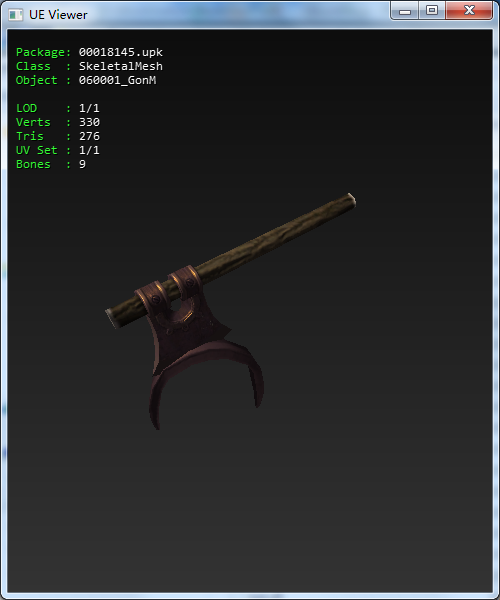 UE Viewer
Package: 00018145.upk
Class : SkeletalMesh
Object : 060001_GonM
LOD : 1/1
Verts : 330
Tris : 276
UV Set : 1/1
Bones : 9